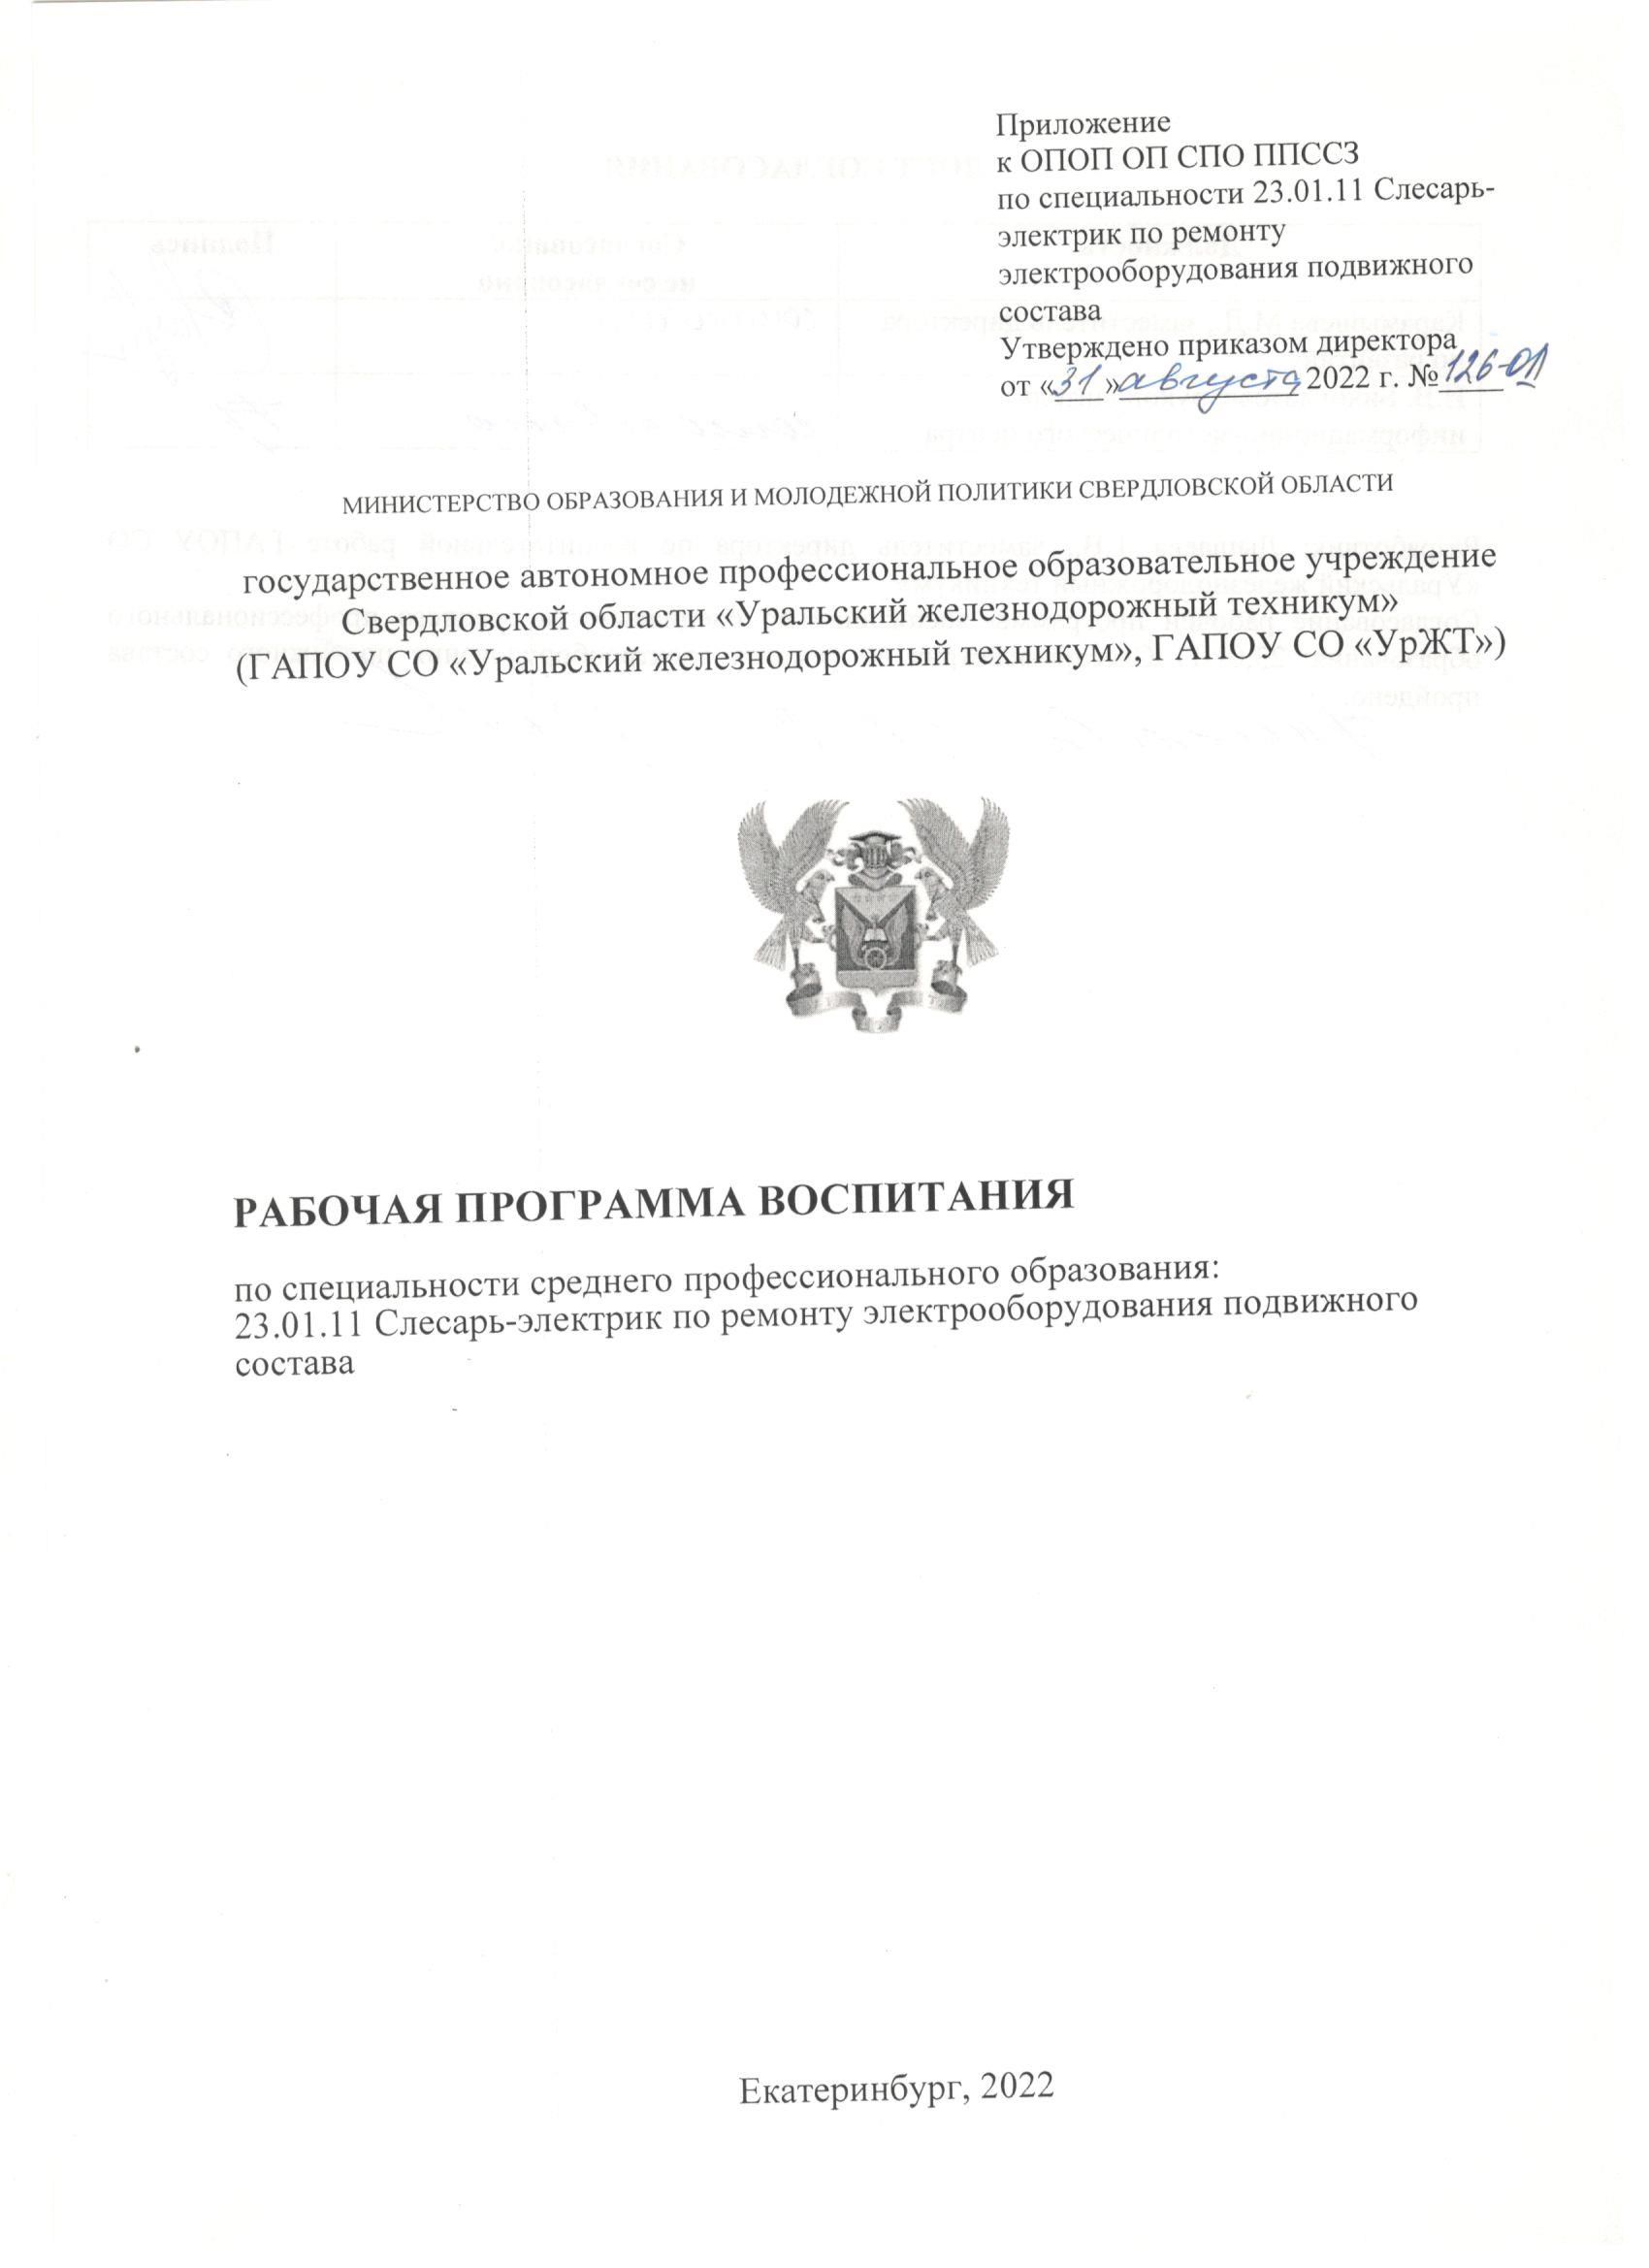 Приложение
к ОПОП ОП СПО ППССЗ
по специальности 23.01.11 Слесарь-
электрик по ремонту
электрооборудования подвижного
состава
Утверждено приказом директора
от «31» августа 2022 г. № 126-ОД
МИНИСТЕРСТВО ОБРАЗОВАНИЯ И МОЛОДЕЖНОЙ ПОЛИТИКИ СВЕРДЛОВСКОЙ ОБЛАСТИ
государственное автономное профессиональное образовательное учреждение
Свердловской области «Уральский железнодорожный техникум»
(ГАПОУ СО «Уральский железнодорожный техникум», ГАПОУ СО «УрЖТ»)
РАБОЧАЯ ПРОГРАММА ВОСПИТАНИЯ
по специальности среднего профессионального образования:
23.01.11 Слесарь-электрик по ремонту электрооборудования подвижного
состава
Екатеринбург, 2022